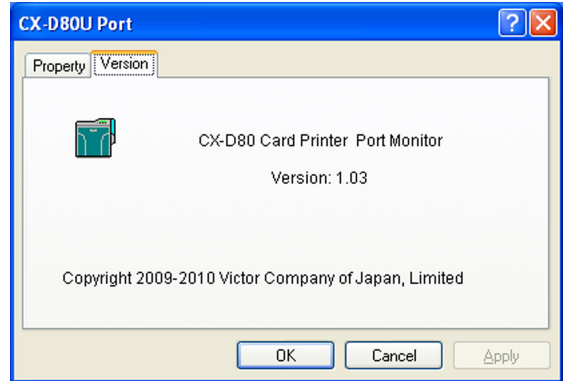 CX-D80U Port
?
X
Property Version
CX-D80 Card Printer Port Monitor
Version: 1.03
Copyright 2009-2010 Victor Company of Japan, Limited
OK Cancel Apply